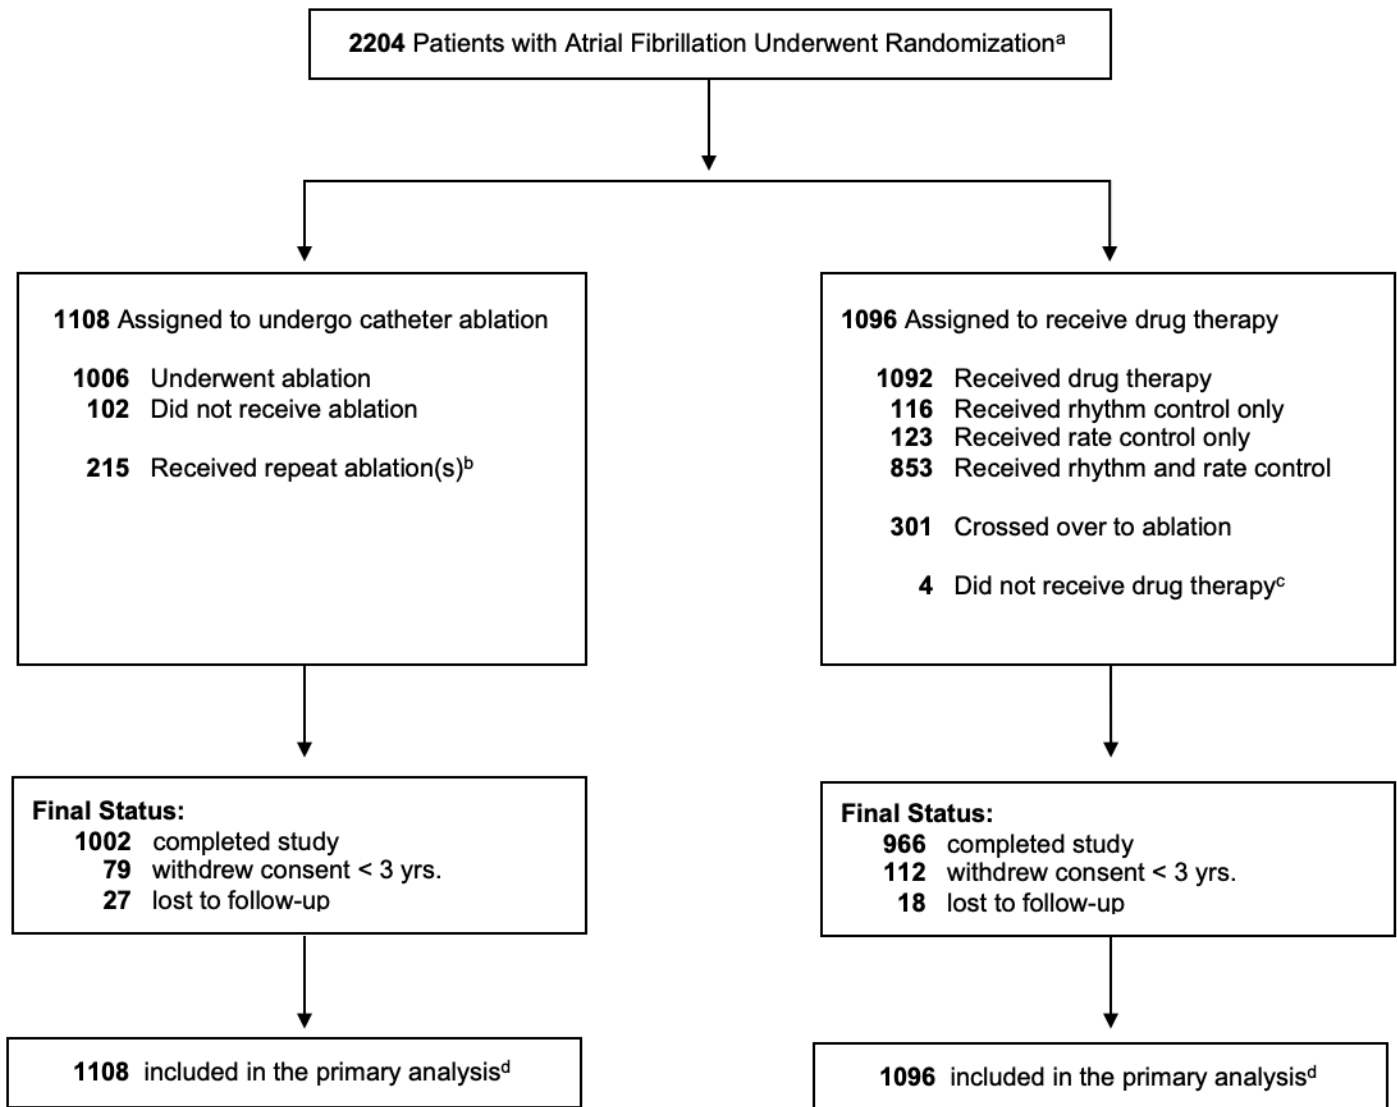 2204 Patients with Atrial Fibrillation Underwent Randomizationᵃ
1108 Assigned to undergo catheter ablation
1006 Underwent ablation
102 Did not receive ablation
215 Received repeat ablation(s)ᵇ
1096 Assigned to receive drug therapy
1092 Received drug therapy
116 Received rhythm control only
123 Received rate control only
853 Received rhythm and rate control
301 Crossed over to ablation
4 Did not receive drug therapyᶜ
Final Status:
1002 completed study
79 withdrew consent < 3 yrs.
27 lost to follow-up
Final Status:
966 completed study
112 withdrew consent < 3 yrs.
18 lost to follow-up
1108 included in the primary analysisᵈ
1096 included in the primary analysisᵈ